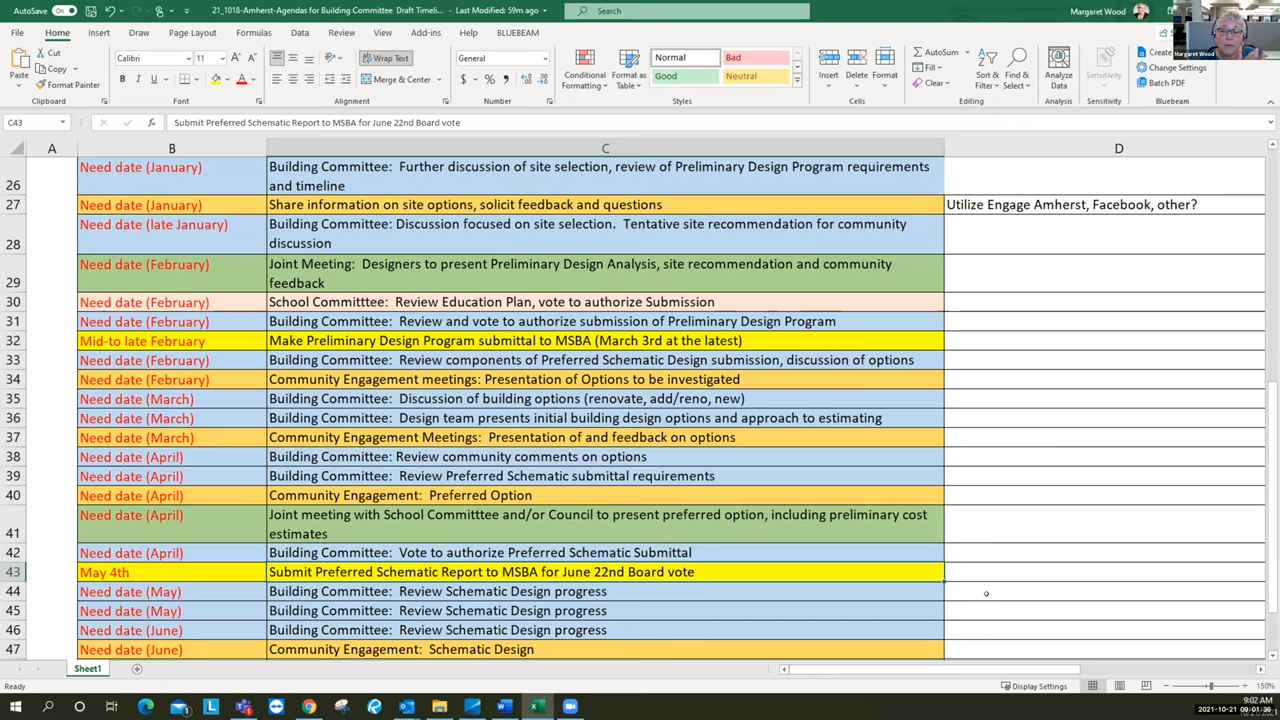 AutoSave On 21_1018-Amherst-Agendas for Building Committee Draft Timeli... • Last Modified: 59m ago Search Margaret Wood
File Home Insert Draw Page Layout Formulas Data Review View Add-ins Help BLUEBEAM
Margaret Wood
Paste Cut Calibri 11 Wrap Text General Conditional Formatting Format as Table Normal Bad Insert Delete Format AutoSum Sort & Filter Find & Select Analyze Data Sensitivity
Copy Fill Change Settings
Format Painter B I U Merge & Center $ % Good Neutral Clear Batch PDF
Clipboard Font Alignment Number Styles Cells Editing Analysis Sensitivity Bluebeam
C43 fx Submit Preferred Schematic Report to MSBA for June 22nd Board vote
A B C D
26 Need date (January) Building Committee: Further discussion of site selection, review of Preliminary Design Program requirements
and timeline
27 Need date (January) Share information on site options, solicit feedback and questions Utilize Engage Amherst, Facebook, other?
28 Need date (late January) Building Committee: Discussion focused on site selection. Tentative site recommendation for community
discussion
29 Need date (February) Joint Meeting: Designers to present Preliminary Design Analysis, site recommendation and community
feedback
30 Need date (February) School Committtee: Review Education Plan, vote to authorize Submission
31 Need date (February) Building Committee: Review and vote to authorize submission of Preliminary Design Program
32 Mid-to late February Make Preliminary Design Program submittal to MSBA (March 3rd at the latest)
33 Need date (February) Building Committee: Review components of Preferred Schematic Design submission, discussion of options
34 Need date (February) Community Engagement meetings: Presentation of Options to be investigated
35 Need date (March) Building Committee: Discussion of building options (renovate, add/reno, new)
36 Need date (March) Building Committee: Design team presents initial building design options and approach to estimating
37 Need date (March) Community Engagement Meetings: Presentation of and feedback on options
38 Need date (April) Building Committee: Review community comments on options
39 Need date (April) Building Committee: Review Preferred Schematic submittal requirements
40 Need date (April) Community Engagement: Preferred Option
41 Need date (April) Joint meeting with School Committtee and/or Council to present preferred option, including preliminary cost
estimates
42 Need date (April) Building Committee: Vote to authorize Preferred Schematic Submittal
43 May 4th Submit Preferred Schematic Report to MSBA for June 22nd Board vote
44 Need date (May) Building Committee: Review Schematic Design progress
45 Need date (May) Building Committee: Review Schematic Design progress
46 Need date (June) Building Committee: Review Schematic Design progress
47 Need date (June) Community Engagement: Schematic Design
Sheet1
Ready Display Settings 150%
9:02 AM
2021-10-21 09:01:36